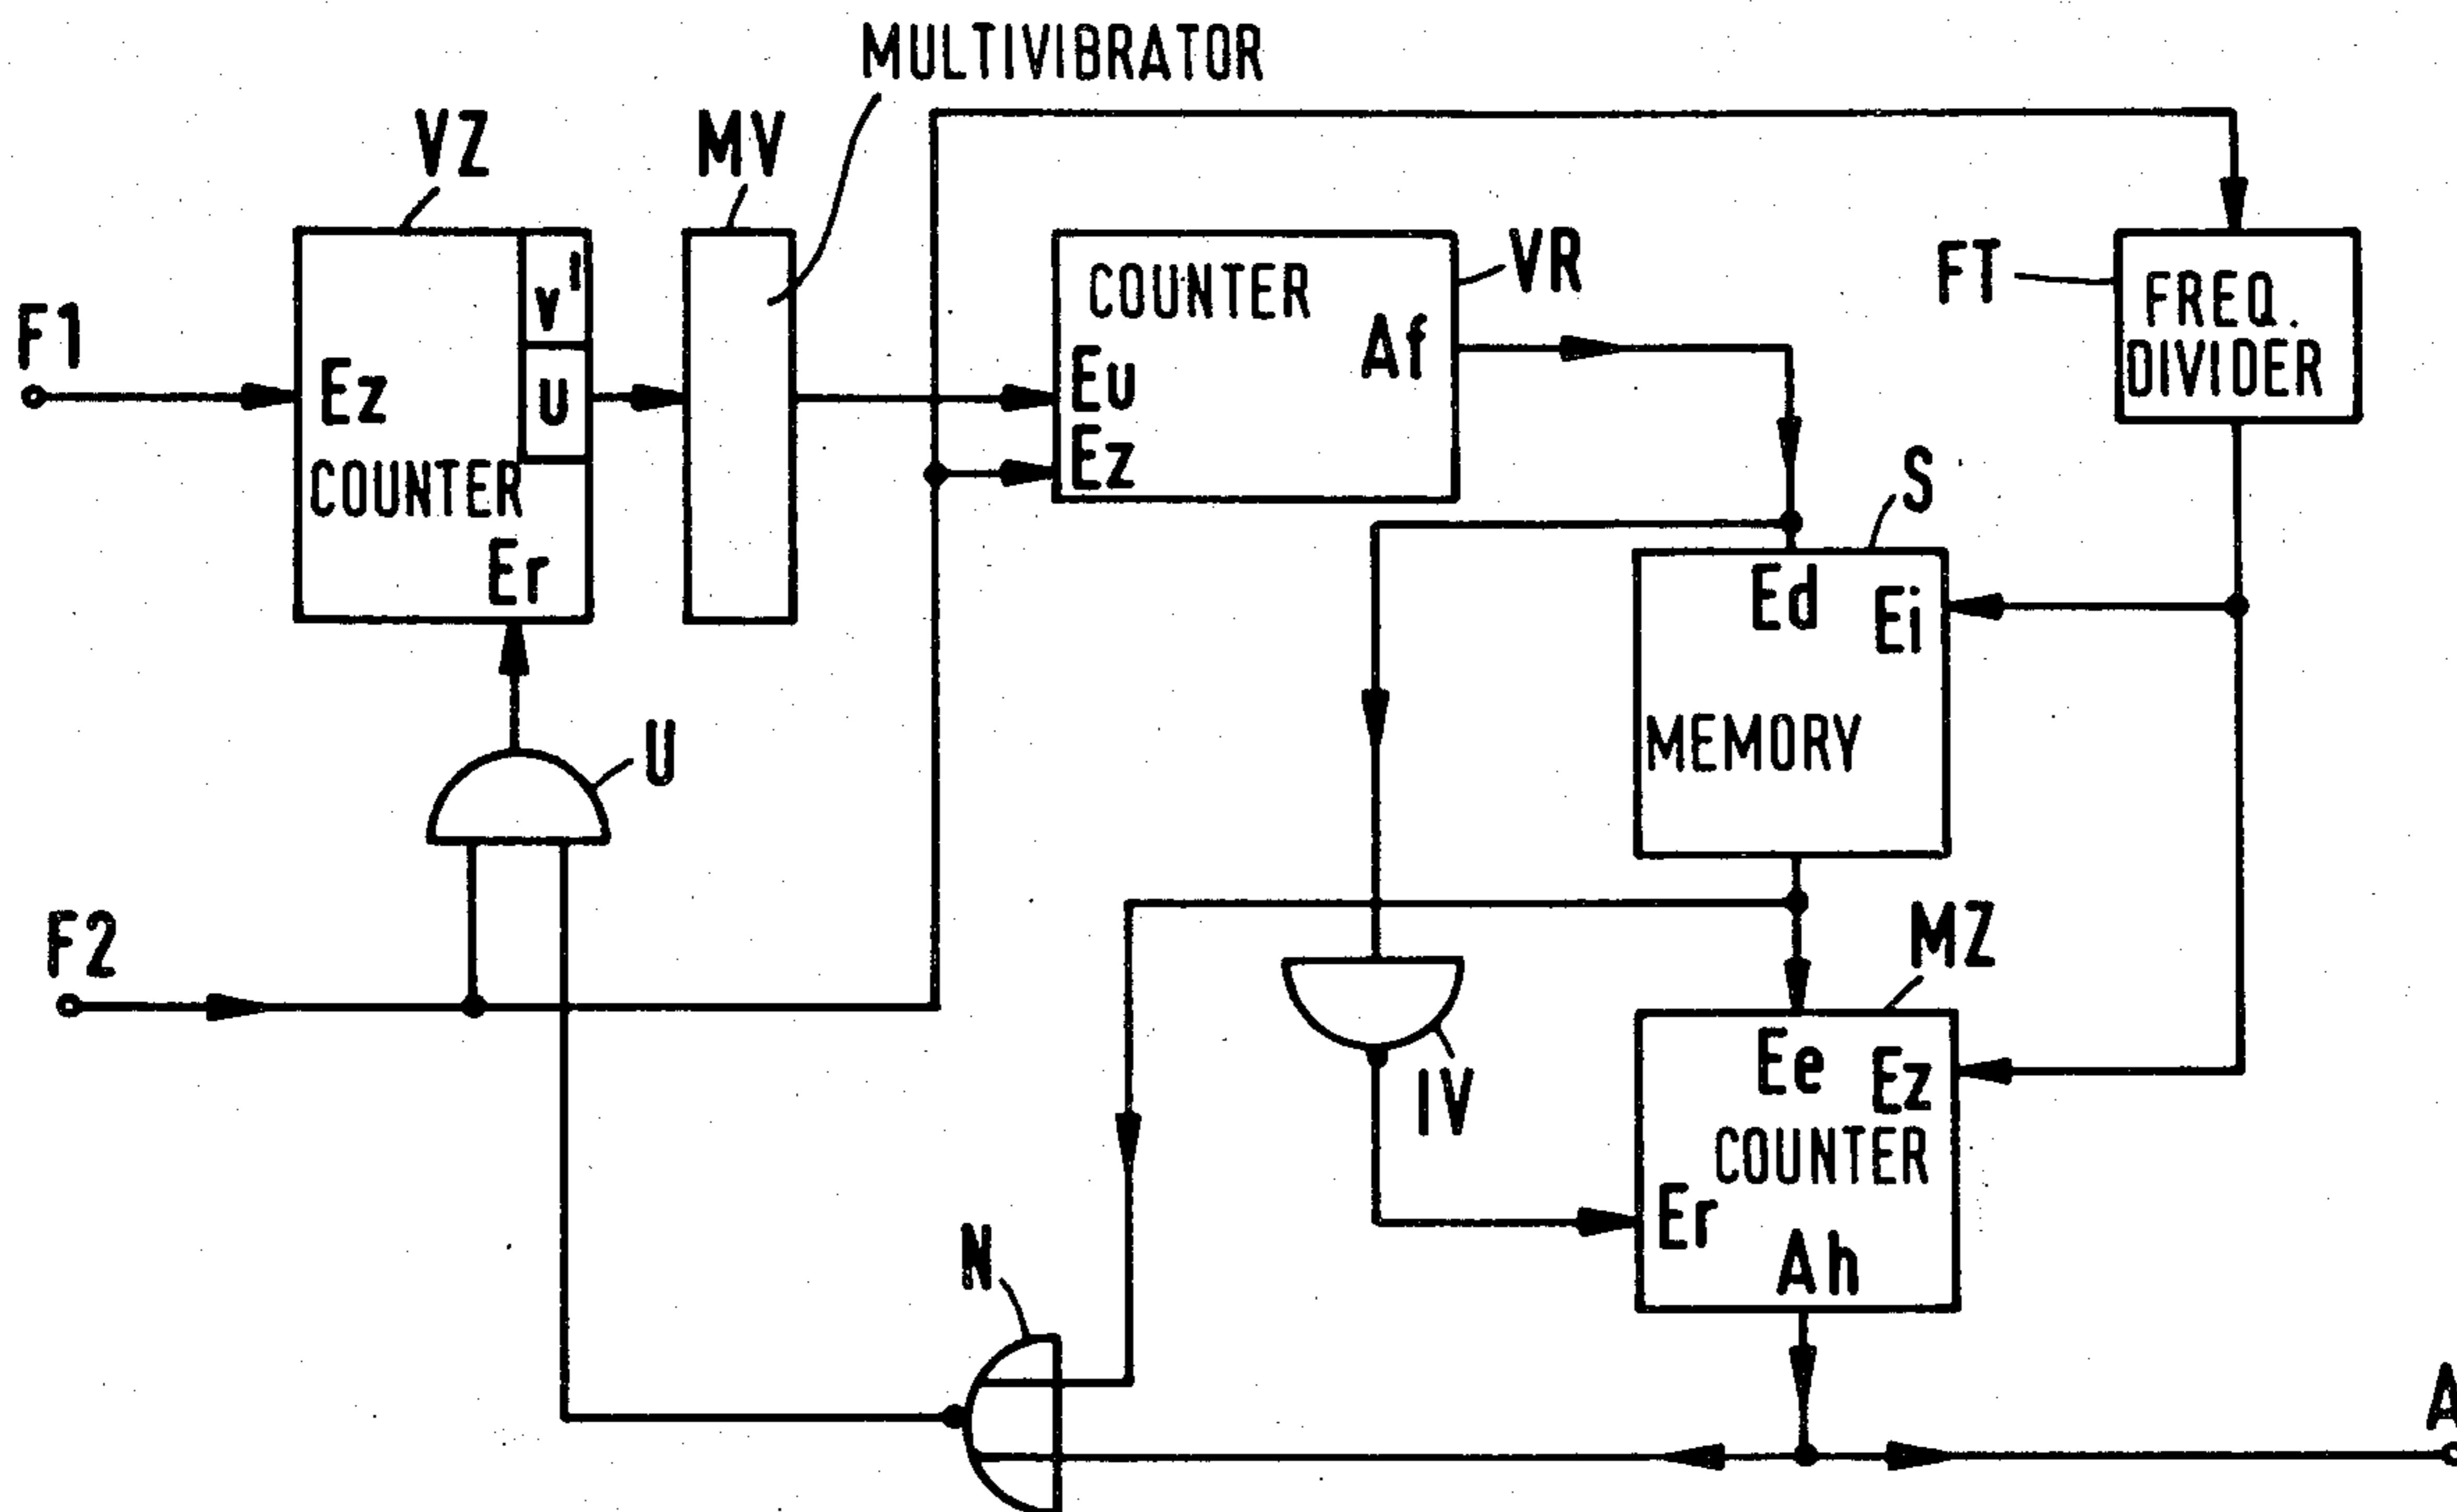 MULTIVIBRATOR
VZ
MV
F1
Ez
COUNTER
Er
v'
U
COUNTER
Eu
Ez
Af
VR
FT
FREQ.
DIVIDER
S
Ed
Ei
MEMORY
U
F2
IV
MZ
Ee
Ez
COUNTER
Er
Ah
N
A